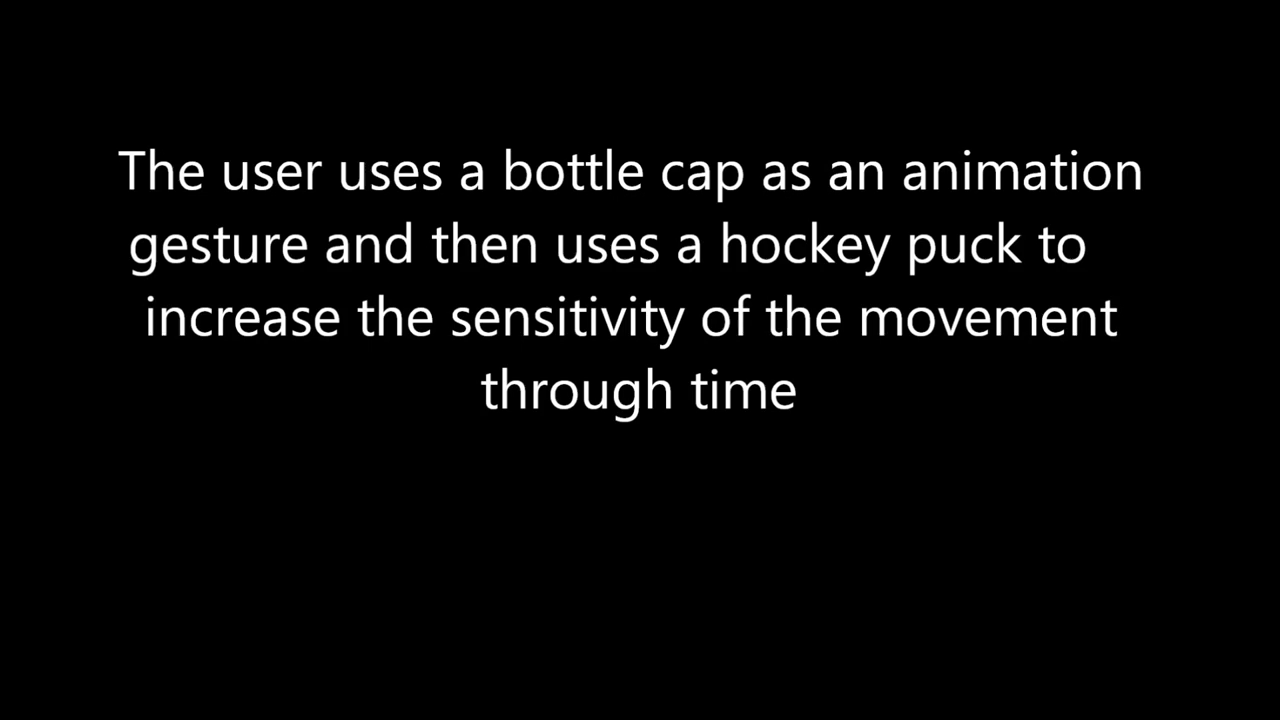 The user uses a bottle cap as an animation
gesture and then uses a hockey puck to
increase the sensitivity of the movement
through time